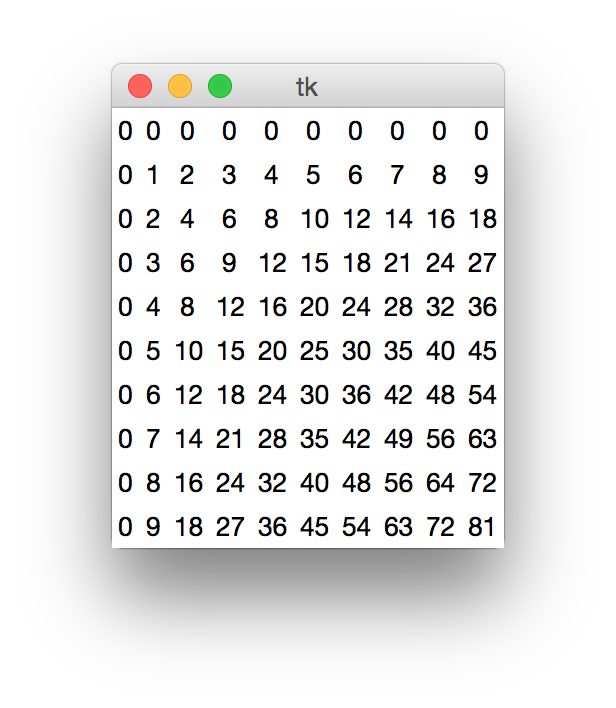 tk
0 0 0 0 0 0 0 0 0 0
0 1 2 3 4 5 6 7 8 9
0 2 4 6 8 10 12 14 16 18
0 3 6 9 12 15 18 21 24 27
0 4 8 12 16 20 24 28 32 36
0 5 10 15 20 25 30 35 40 45
0 6 12 18 24 30 36 42 48 54
0 7 14 21 28 35 42 49 56 63
0 8 16 24 32 40 48 56 64 72
0 9 18 27 36 45 54 63 72 81